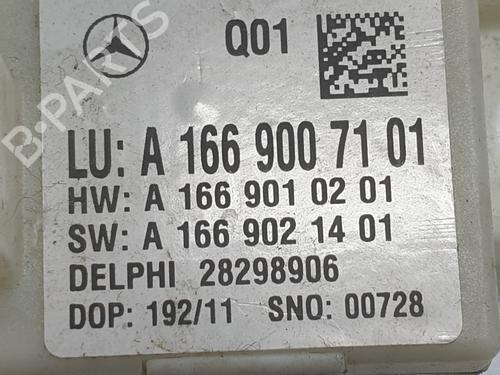 Q01
B-PARTS
LU: A 166 900 71 01
HW: A 166 901 02 01
SW: A 166 902 14 01
DELPHI 28298906
DOP: 192/11 SNO: 00728